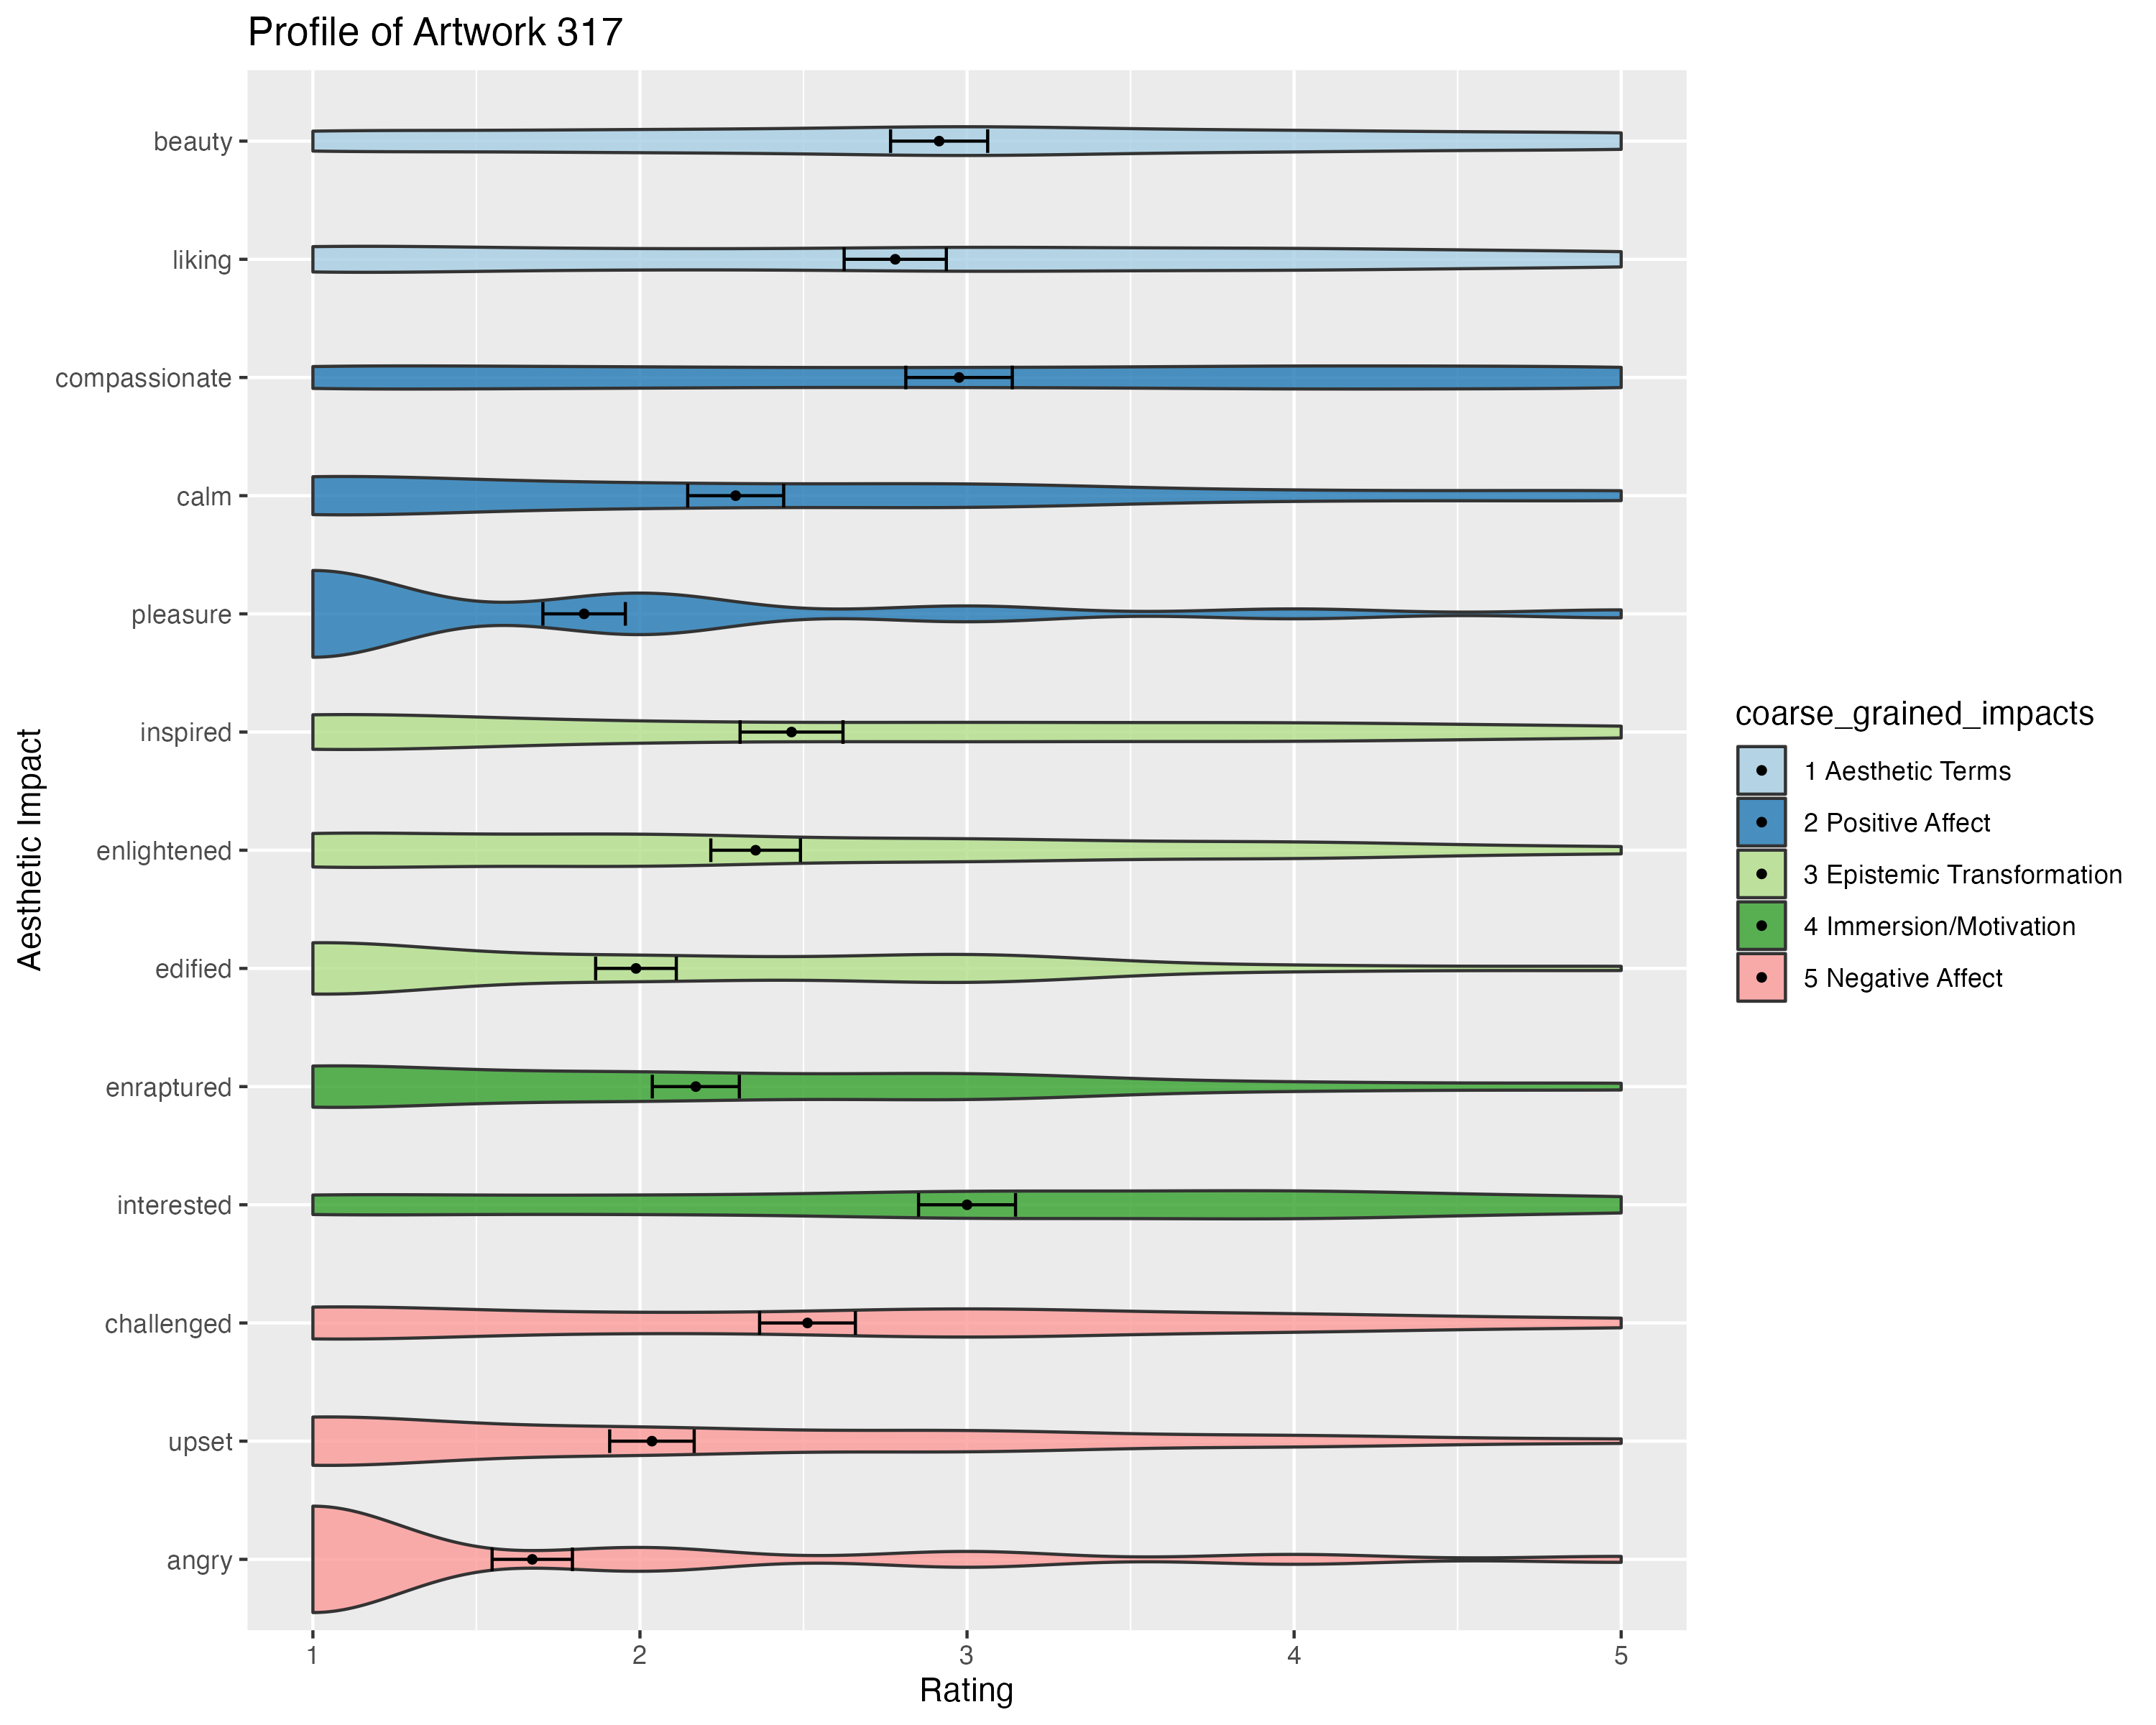 Profile of Artwork 317
beauty
liking
compassionate
calm
pleasure
inspired
enlightened
edified
enraptured
interested
challenged
upset
angry
Aesthetic Impact
1 2 3 4 5
Rating
coarse_grained_impacts
1 Aesthetic Terms
2 Positive Affect
3 Epistemic Transformation
4 Immersion/Motivation
5 Negative Affect